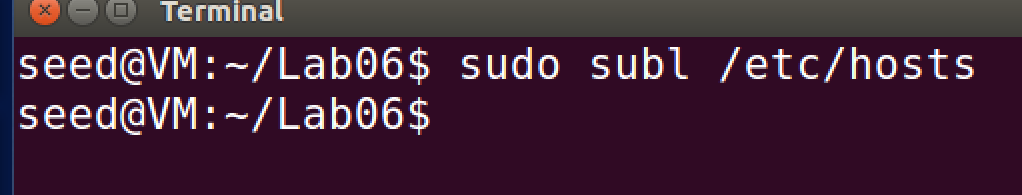 Terminal
seed@VM:~/Lab06$ sudo subl /etc/hosts
seed@VM:~/Lab06$